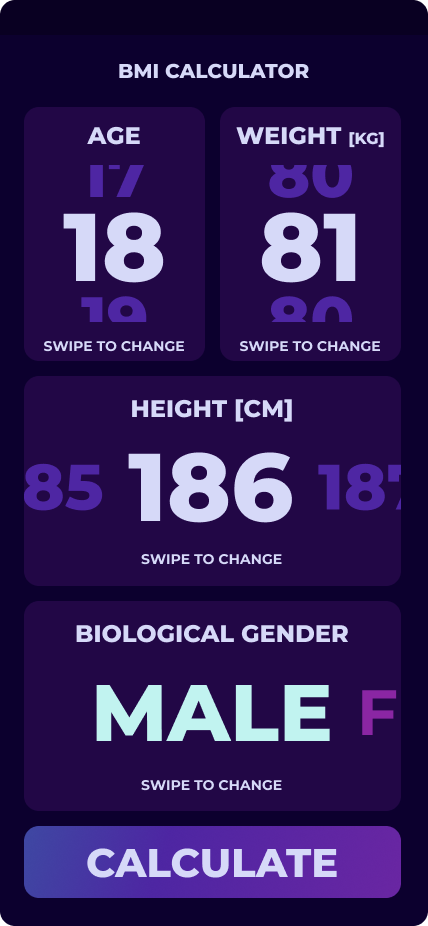 BMI CALCULATOR
AGE
17
18
19
SWIPE TO CHANGE
WEIGHT [KG]
80
81
80
SWIPE TO CHANGE
HEIGHT [CM]
85 186 187
SWIPE TO CHANGE
BIOLOGICAL GENDER
MALE F
SWIPE TO CHANGE
CALCULATE